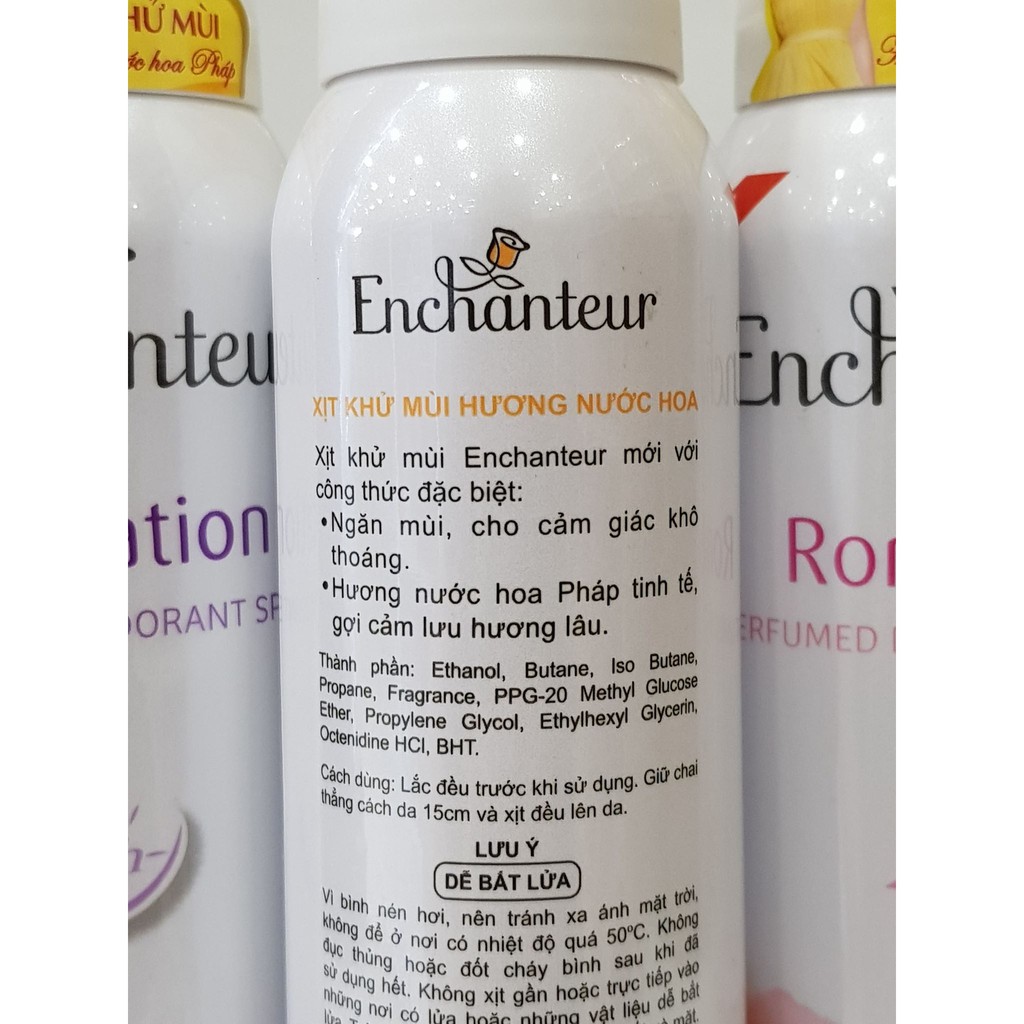 HỬ MÙI
hoa Pháp
Enchanteur
XỊT KHỬ MÙI HƯƠNG NƯỚC HOA
Xịt khử mùi Enchanteur mới với
công thức đặc biệt:
•Ngăn mùi, cho cảm giác khô
thoáng.
•Hương nước hoa Pháp tinh tế,
gợi cảm lưu hương lâu.
Thành phần: Ethanol, Butane, Iso Butane,
Propane, Fragrance, PPG-20 Methyl Glucose
Ether, Propylene Glycol, Ethylhexyl Glycerin,
Octenidine HCl, BHT.
Cách dùng: Lắc đều trước khi sử dụng. Giữ chai
thẳng cách da 15cm và xịt đều lên da.
LƯU Ý
DỄ BẮT LỬA
Vì bình nén hơi, nên tránh xa ánh mặt trời,
không để ở nơi có nhiệt độ quá 50ºC. Không
đục thủng hoặc đốt cháy bình sau khi đã
sử dụng hết. Không xịt gần hoặc trực tiếp vào
những nơi có lửa hoặc những vật liệu dễ bắt
nteu
ation
DORANT SP
Ench
Ro
ERFUMED